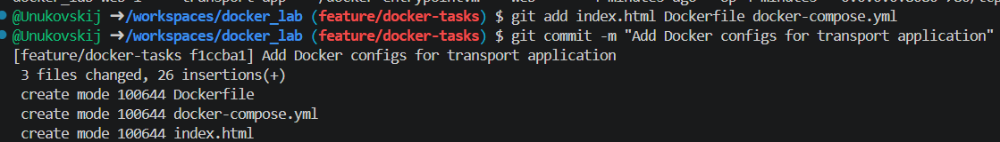 @Unukovskij ➜/workspaces/docker_lab (feature/docker-tasks) $ git add index.html Dockerfile docker-compose.yml
@Unukovskij ➜/workspaces/docker_lab (feature/docker-tasks) $ git commit -m "Add Docker configs for transport application"
[feature/docker-tasks f1ccba1] Add Docker configs for transport application
 3 files changed, 26 insertions(+)
 create mode 100644 Dockerfile
 create mode 100644 docker-compose.yml
 create mode 100644 index.html